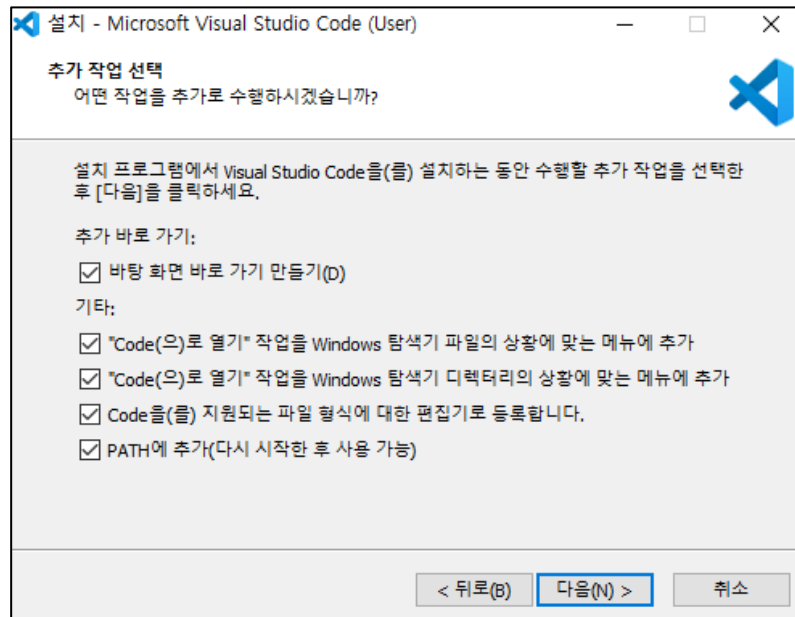 설치 - Microsoft Visual Studio Code (User)
추가 작업 선택
어떤 작업을 추가로 수행하시겠습니까?
설치 프로그램에서 Visual Studio Code을(를) 설치하는 동안 수행할 추가 작업을 선택한
후 [다음]을 클릭하세요.
추가 바로 가기:
바탕 화면 바로 가기 만들기(D)
기타:
"Code(으)로 열기" 작업을 Windows 탐색기 파일의 상황에 맞는 메뉴에 추가
"Code(으)로 열기" 작업을 Windows 탐색기 디렉터리의 상황에 맞는 메뉴에 추가
Code을(를) 지원되는 파일 형식에 대한 편집기로 등록합니다.
PATH에 추가(다시 시작한 후 사용 가능)
< 뒤로(B) 다음(N) > 취소